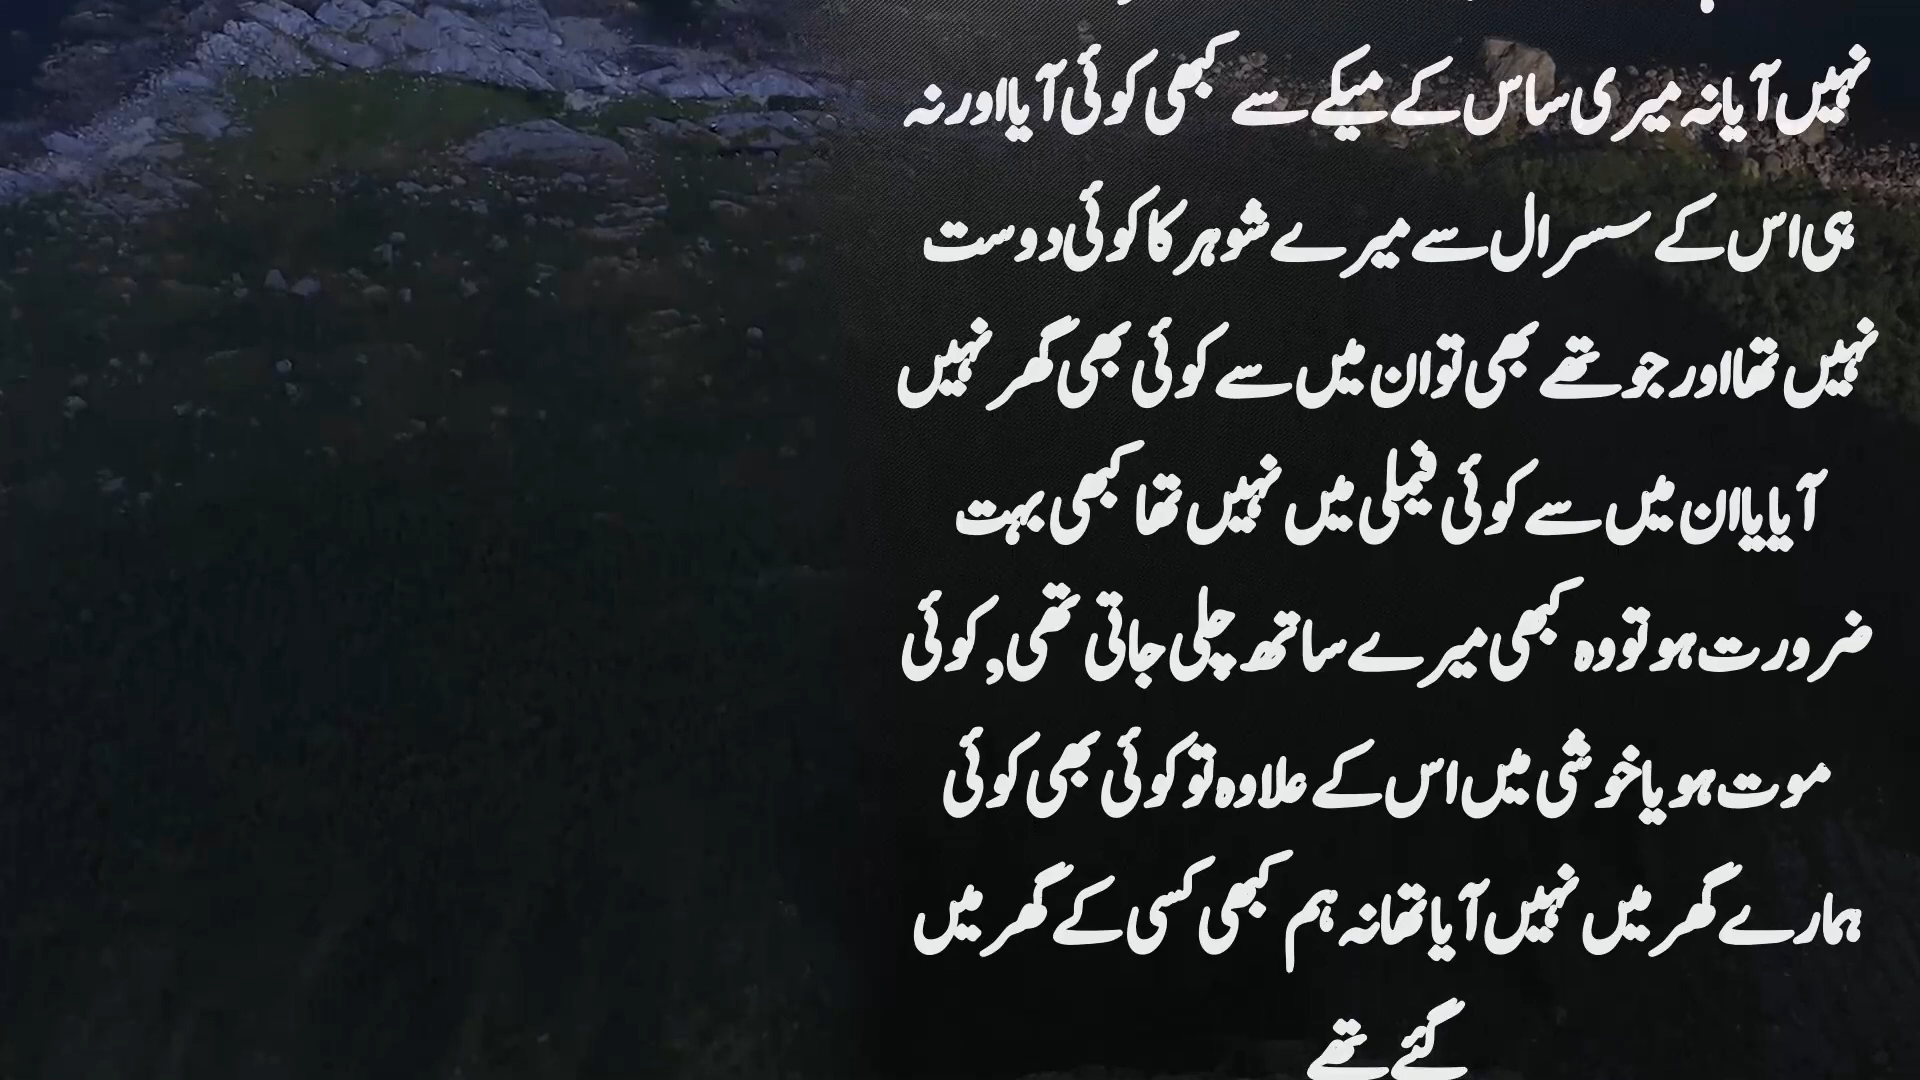 نہیں آیا نہ میری ساس کے میکے سے کبھی کوئی آیا اور نہ
ہی اس کے سسرال سے میرے شوہر کا کوئی دوست
نہیں تھا اور جو تھے بھی تو ان میں سے کوئی بھی گھر نہیں
آیا یا ان میں سے کوئی فیملی میں نہیں تھا کبھی بہت
ضرورت ہو تو وہ کبھی میرے ساتھ چلی جاتی تھی, کوئی
موت ہو یا خوشی میں اس کے علاوہ تو کوئی بھی کوئی
ہمارے گھر میں نہیں آیا تھا نہ ہم کبھی کسی کے گھر میں
گئے تھے